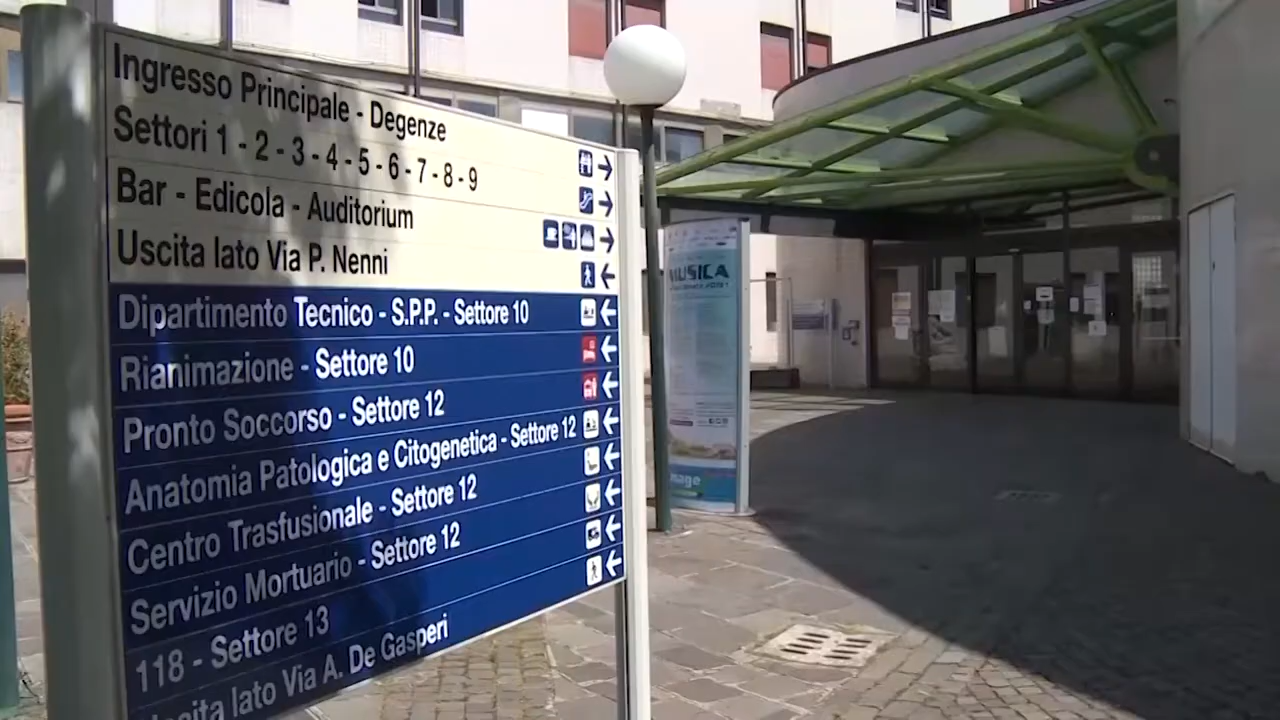 Ingresso Principale - Degenze
Settori 1 - 2 - 3 - 4 - 5 - 6 - 7 - 8 - 9
Bar - Edicola - Auditorium
Uscita lato Via P. Nenni
Dipartimento Tecnico - S.P.P. - Settore 10
Rianimazione - Settore 10
Pronto Soccorso - Settore 12
Anatomia Patologica e Citogenetica - Settore 12
Centro Trasfusionale - Settore 12
Servizio Mortuario - Settore 12
118 - Settore 13
Uscita lato Via A. De Gasperi
MUSICA